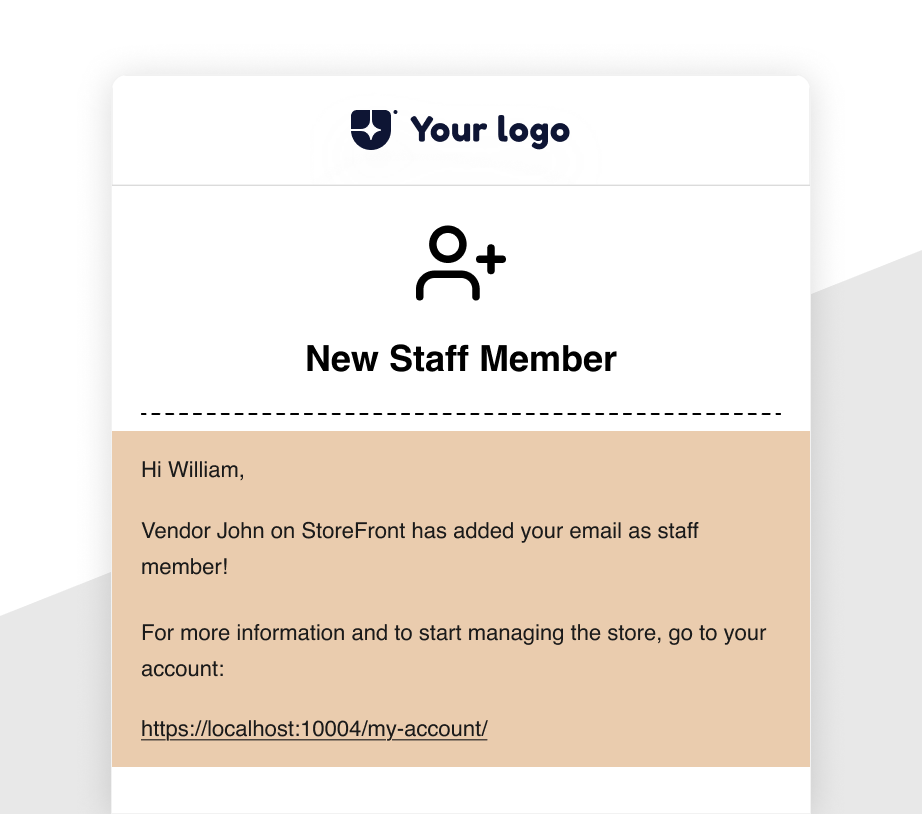 Your logo
New Staff Member
Hi William,
Vendor John on StoreFront has added your email as staff
member!
For more information and to start managing the store, go to your
account:
https://localhost:10004/my-account/